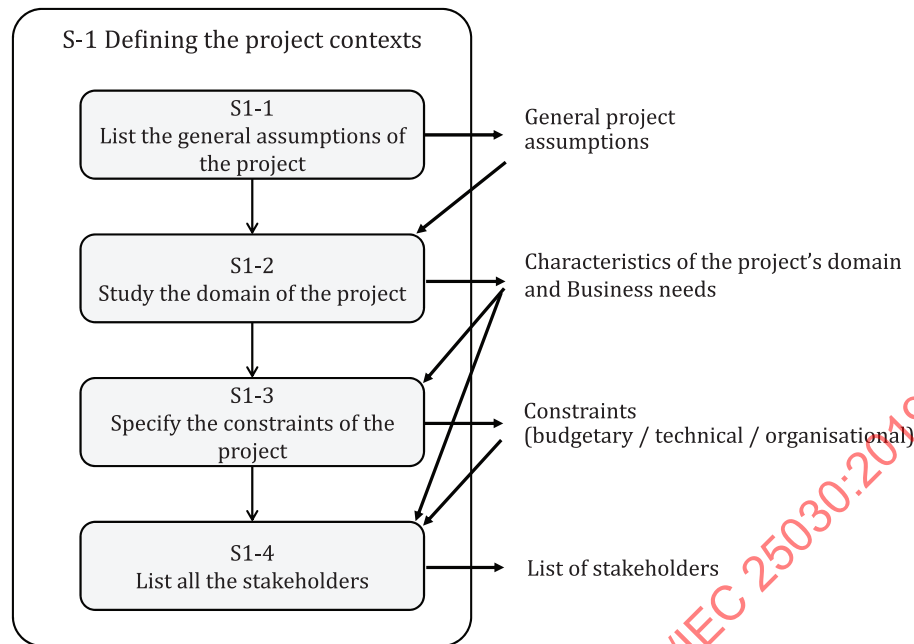 S-1 Defining the project contexts
S1-1
List the general assumptions of
the project
General project
assumptions
S1-2
Study the domain of the project
Characteristics of the project's domain
and Business needs
S1-3
Specify the constraints of the
project
Constraints
(budgetary / technical / organisational)
S1-4
List all the stakeholders
List of stakeholders
/IEC 25030:2019